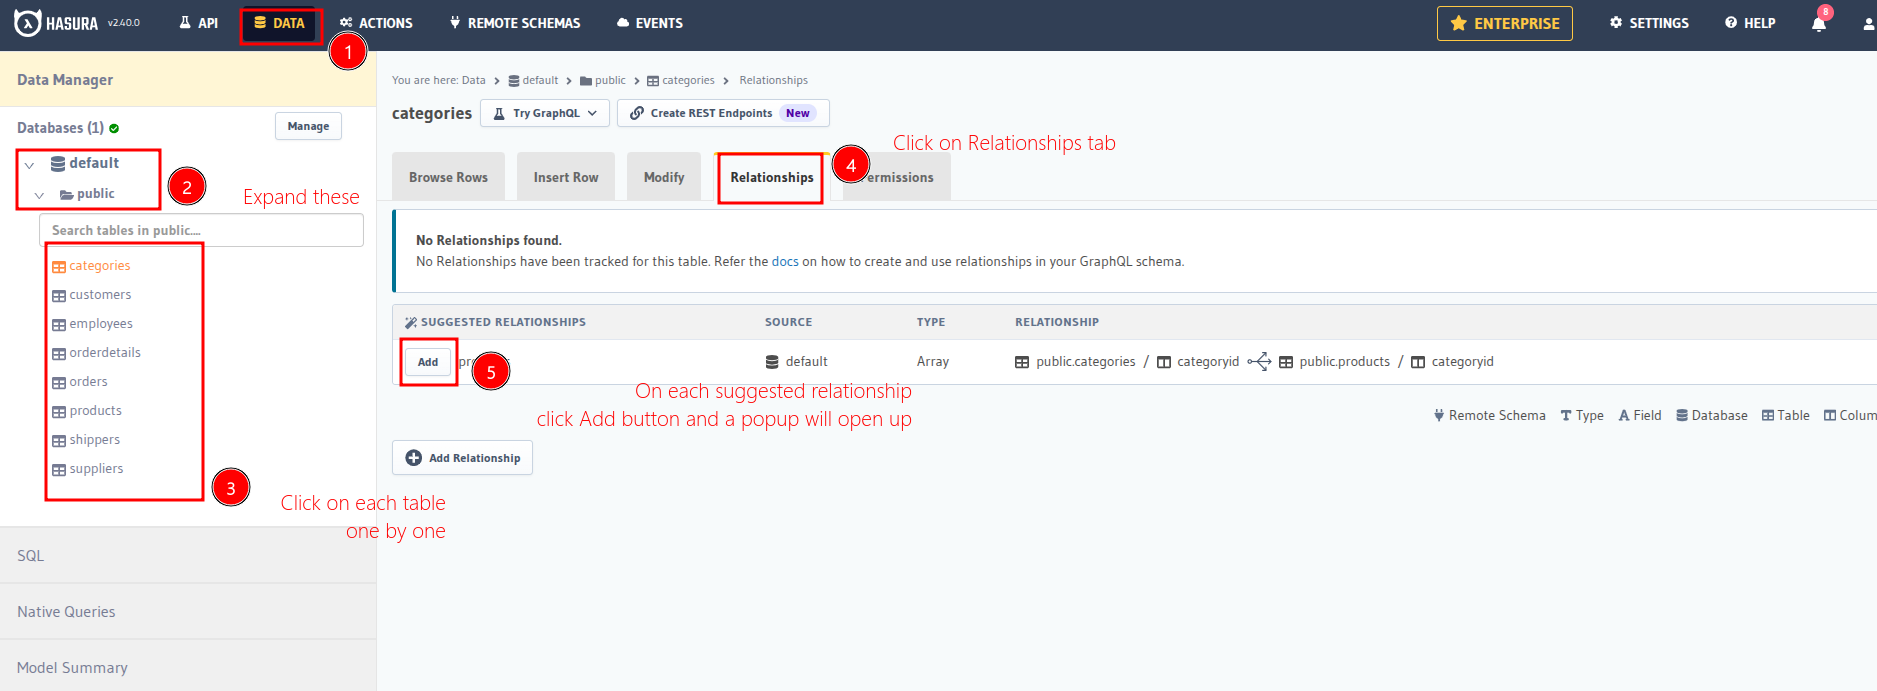 HASURA v2.40.0 API DATA ACTIONS REMOTE SCHEMAS EVENTS ENTERPRISE SETTINGS HELP 8
1
Data Manager
Databases (1) Manage
default
public
2
Expand these
Search tables in public....
categories
customers
employees
orderdetails
orders
products
shippers
suppliers
3
Click on each table
one by one
SQL
Native Queries
Model Summary
You are here: Data > default > public > categories > Relationships
categories Try GraphQL Create REST Endpoints New
Click on Relationships tab
Browse Rows Insert Row Modify Relationships 4 ermissions
No Relationships found.
No Relationships have been tracked for this table. Refer the docs on how to create and use relationships in your GraphQL schema.
SUGGESTED RELATIONSHIPS SOURCE TYPE RELATIONSHIP
Add 5 default Array public.categories / categoryid public.products / categoryid
On each suggested relationship
click Add button and a popup will open up
Remote Schema Type Field Database Table Colum
Add Relationship